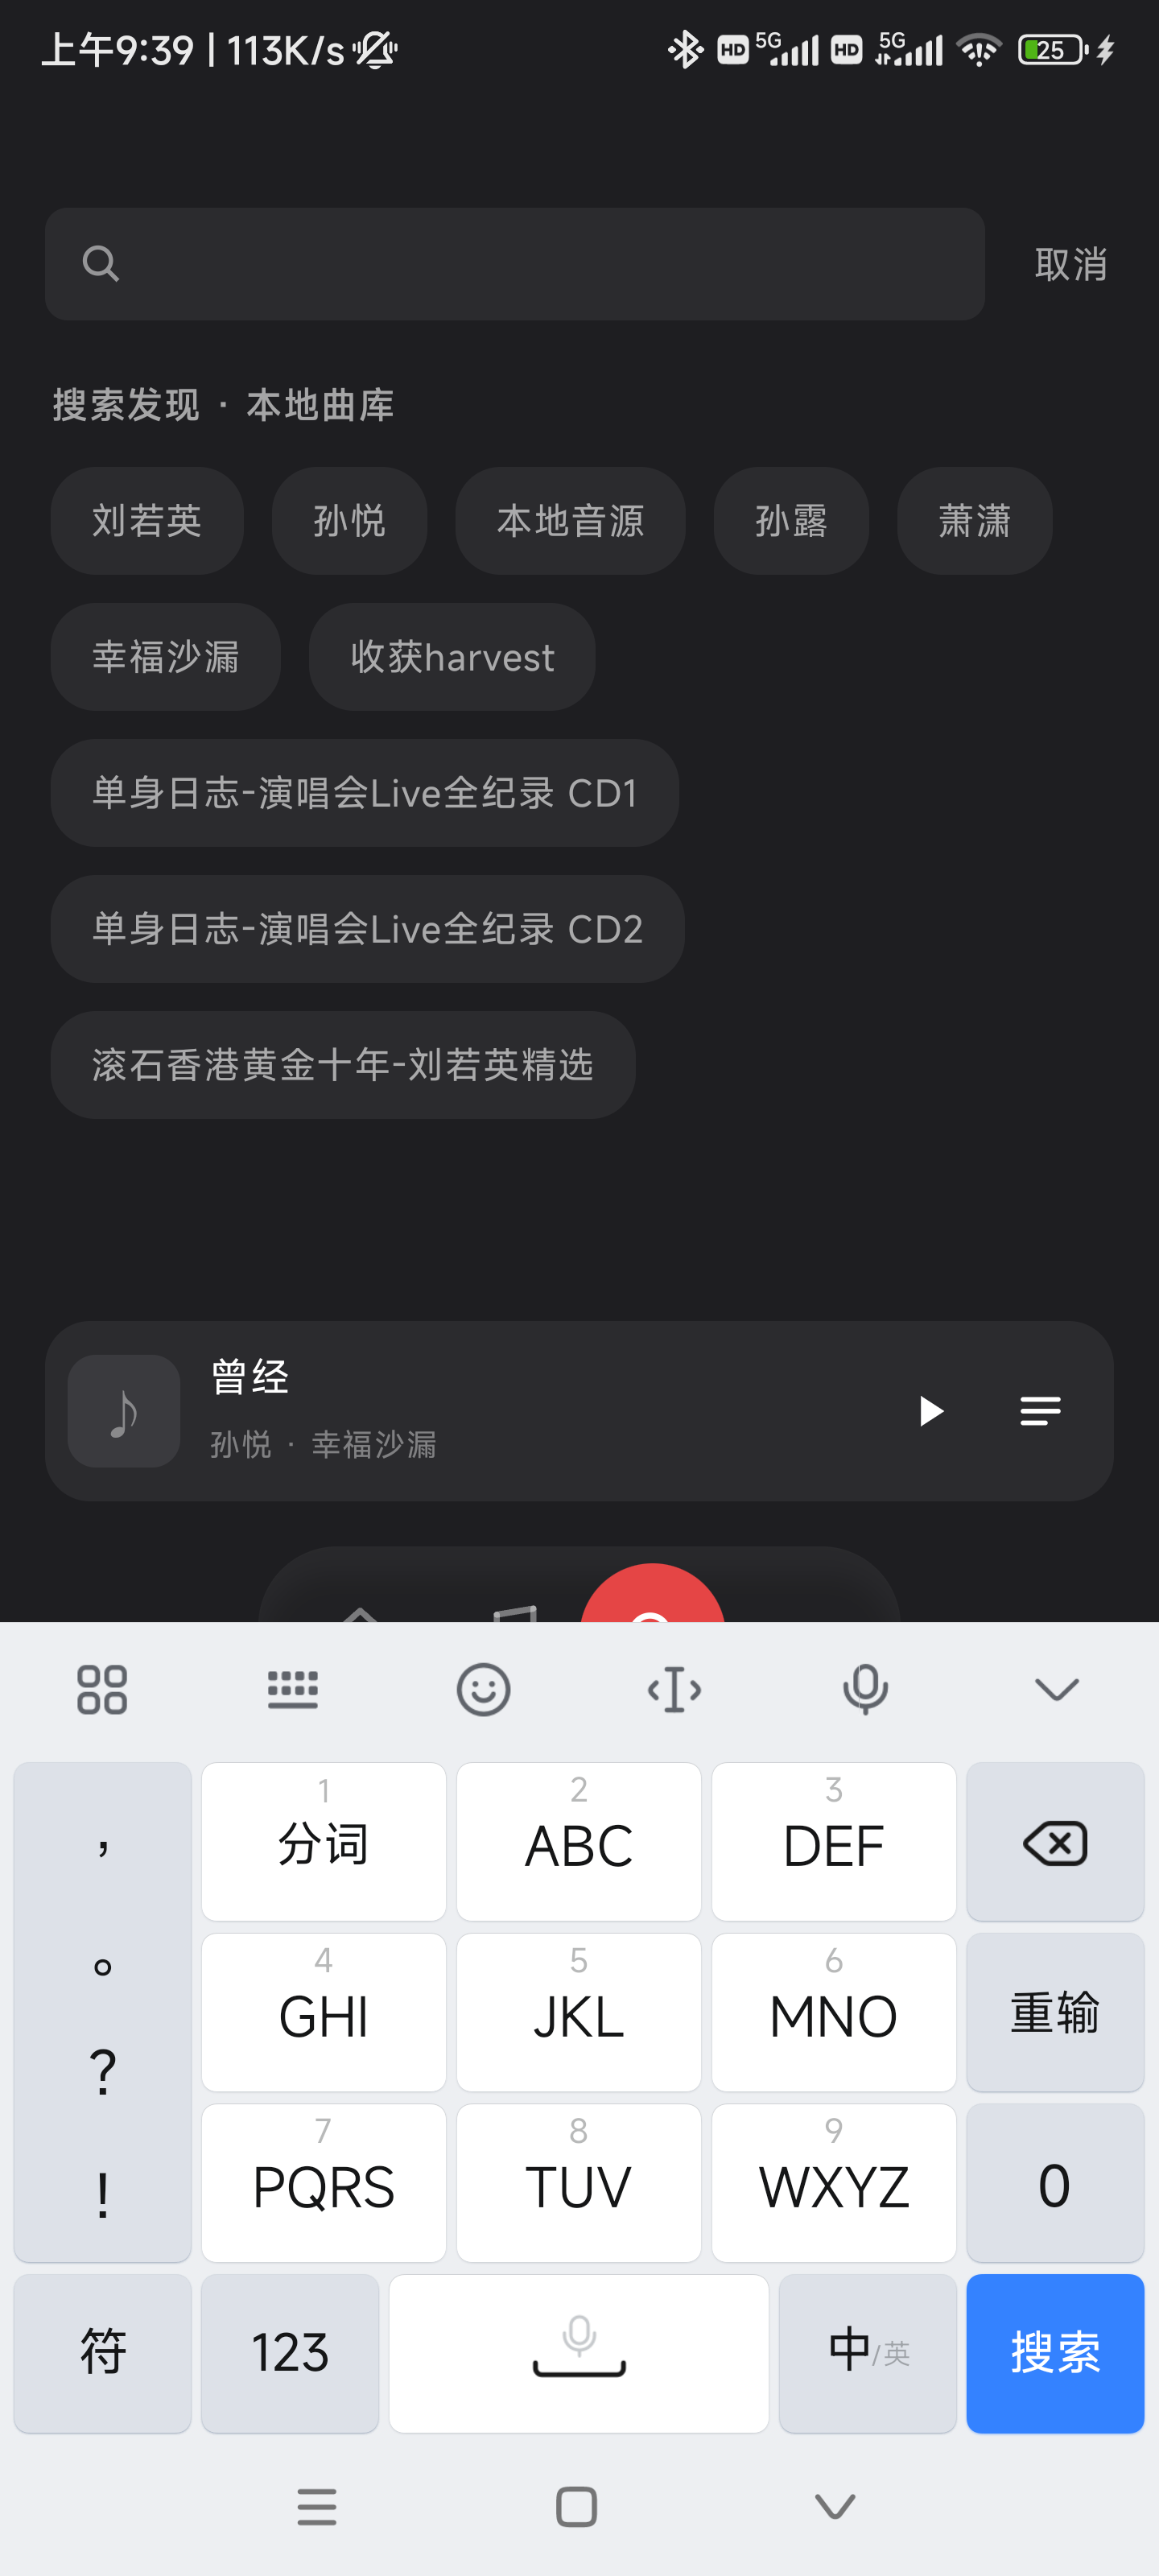 上午9:39 | 113K/s HD 5G HD 5G 25
取消
搜索发现 · 本地曲库
刘若英 孙悦 本地音源 孙露 萧潇
幸福沙漏 收获harvest
单身日志-演唱会Live全纪录 CD1
单身日志-演唱会Live全纪录 CD2
滚石香港黄金十年-刘若英精选
曾经
孙悦 · 幸福沙漏
1 2 3
， 分词 ABC DEF
。
4 5 6
GHI JKL MNO 重输
？
7 8 9
！ PQRS TUV WXYZ 0
符 123 中/英 搜索